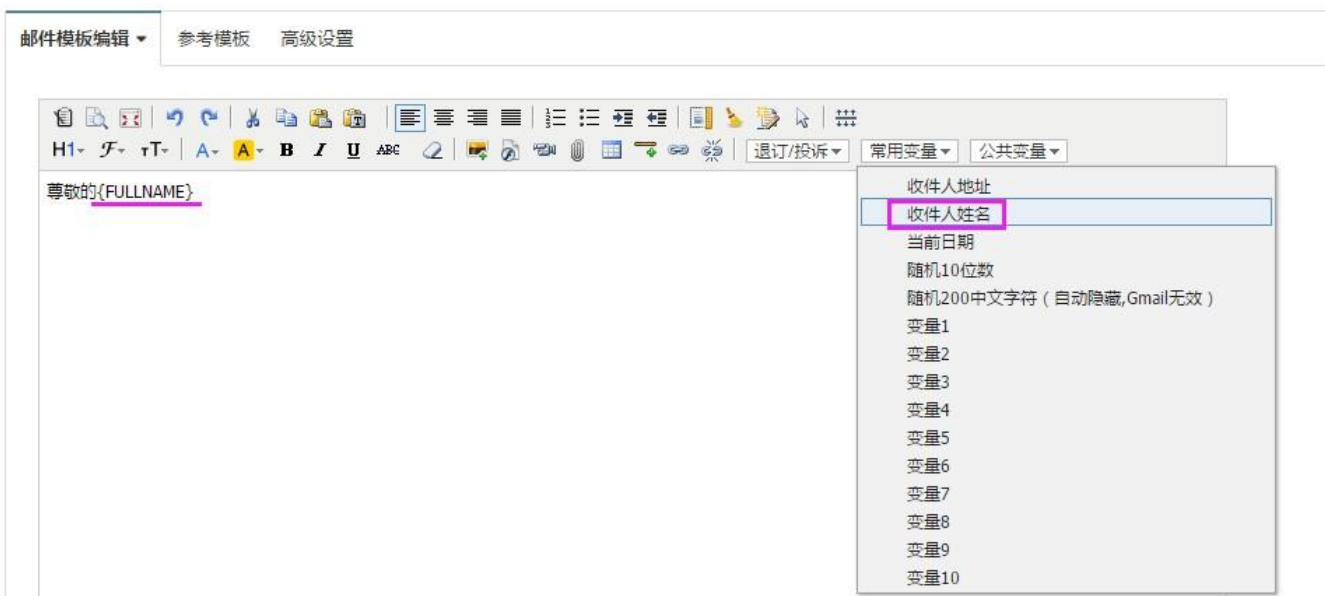 邮件模板编辑 参考模板 高级设置
H1 F TT A A B I U ABC 退订/投诉 常用变量 公共变量
尊敬的{FULLNAME}
收件人地址
收件人姓名
当前日期
随机10位数
随机200中文字符(自动隐藏,Gmail无效)
变量1
变量2
变量3
变量4
变量5
变量6
变量7
变量8
变量9
变量10